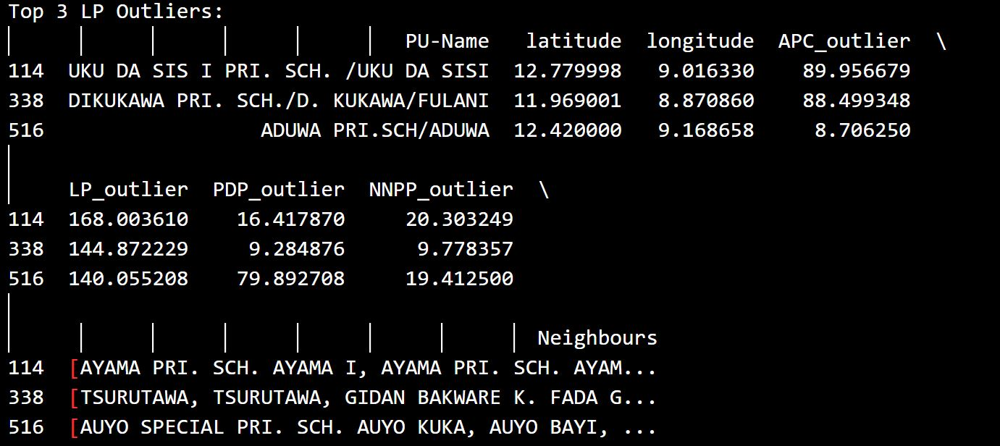 Top 3 LP Outliers:
PU-Name latitude longitude APC_outlier \
114 UKU DA SIS I PRI. SCH. /UKU DA SISI 12.779998 9.016330 89.956679
338 DIKUKAWA PRI. SCH./D. KUKAWA/FULANI 11.969001 8.870860 88.499348
516 ADUWA PRI.SCH/ADUWA 12.420000 9.168658 8.706250
LP_outlier PDP_outlier NNPP_outlier \
114 168.003610 16.417870 20.303249
338 144.872229 9.284876 9.778357
516 140.055208 79.892708 19.412500
Neighbours
114 [AYAMA PRI. SCH. AYAMA I, AYAMA PRI. SCH. AYAM...
338 [TSURUTAWA, TSURUTAWA, GIDAN BAKWARE K. FADA G...
516 [AUYO SPECIAL PRI. SCH. AUYO KUKA, AUYO BAYI, ...